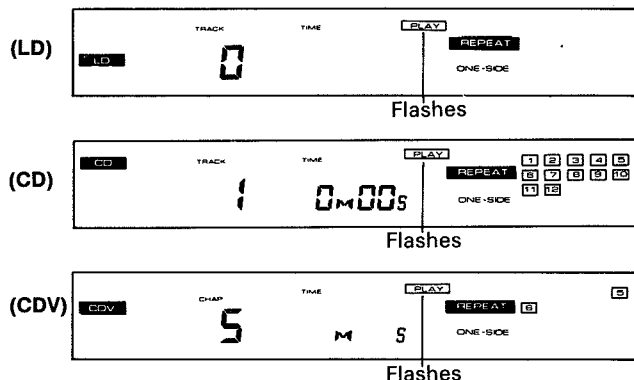 (LD)
TRACK TIME PLAY
LD 0 REPEAT
ONE-SIDE
Flashes
(CD)
CD TRACK TIME PLAY 1 2 3 4 5
1 0M00S REPEAT 6 7 8 9 10
ONE-SIDE 11 12
Flashes
(CDV)
CHAP TIME PLAY 5
CDV 5 M S REPEAT 6
ONE-SIDE
Flashes